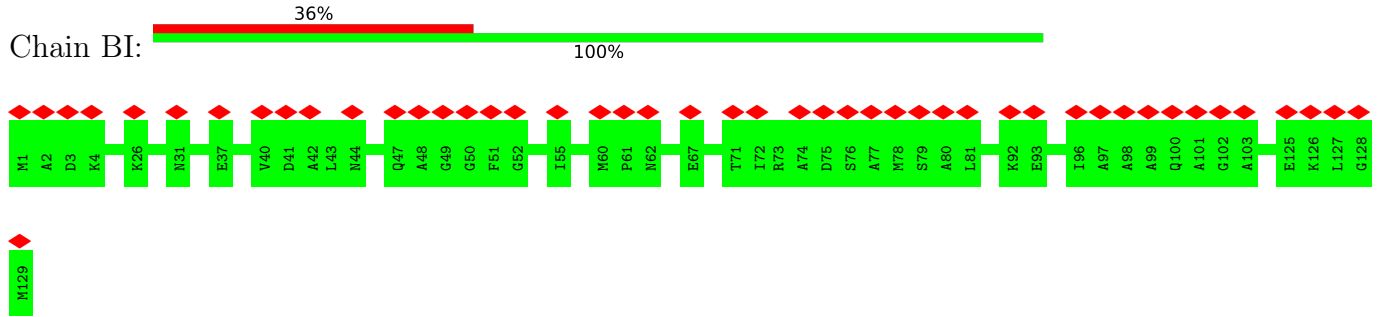 36%
Chain BI:
100%
M1 A2 D3 K4 K26 N31 E37 V40 D41 A42 L43 N44 Q47 A48 G49 G50 F51 G52 I55 M60 P61 N62 E67 T71 I72 R73 A74 D75 S76 A77 M78 S79 A80 L81 K92 E93 I96 A97 A98 A99 Q100 A101 G102 A103 E125 K126 L127 G128
M129